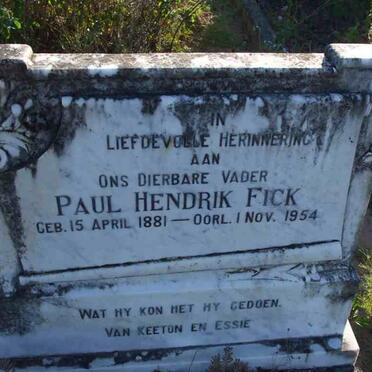 IN
LIEFDEVOLLE HERINNERING
AAN
ONS DIERBARE VADER
PAUL HENDRIK FICK
GEB. 15 APRIL 1881 — OORL. 1 NOV. 1954
WAT HY KON HET HY GEDOEN.
VAN KEETON EN ESSIE